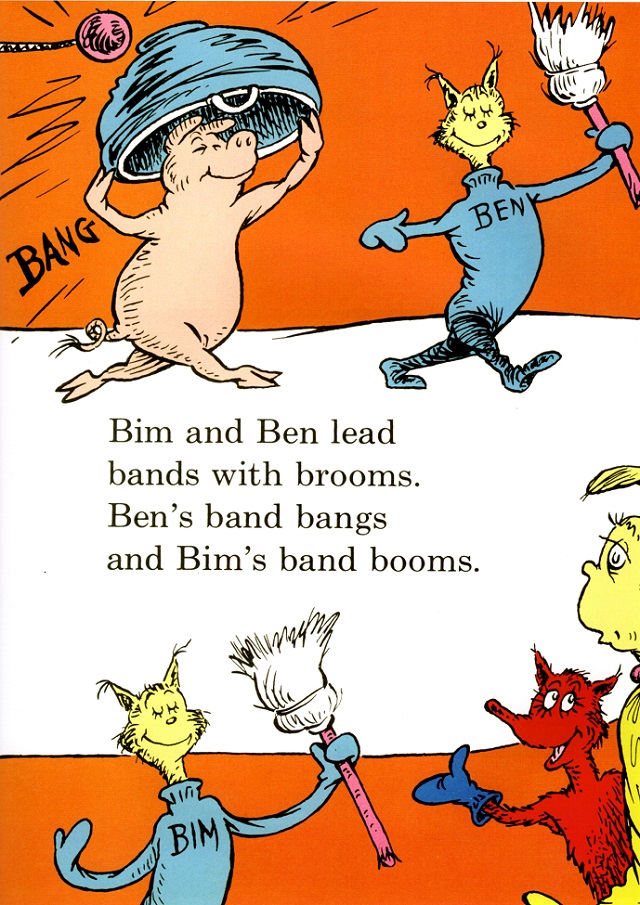 BANG
BEN
Bim and Ben lead
bands with brooms.
Ben's band bangs
and Bim's band booms.
BIM